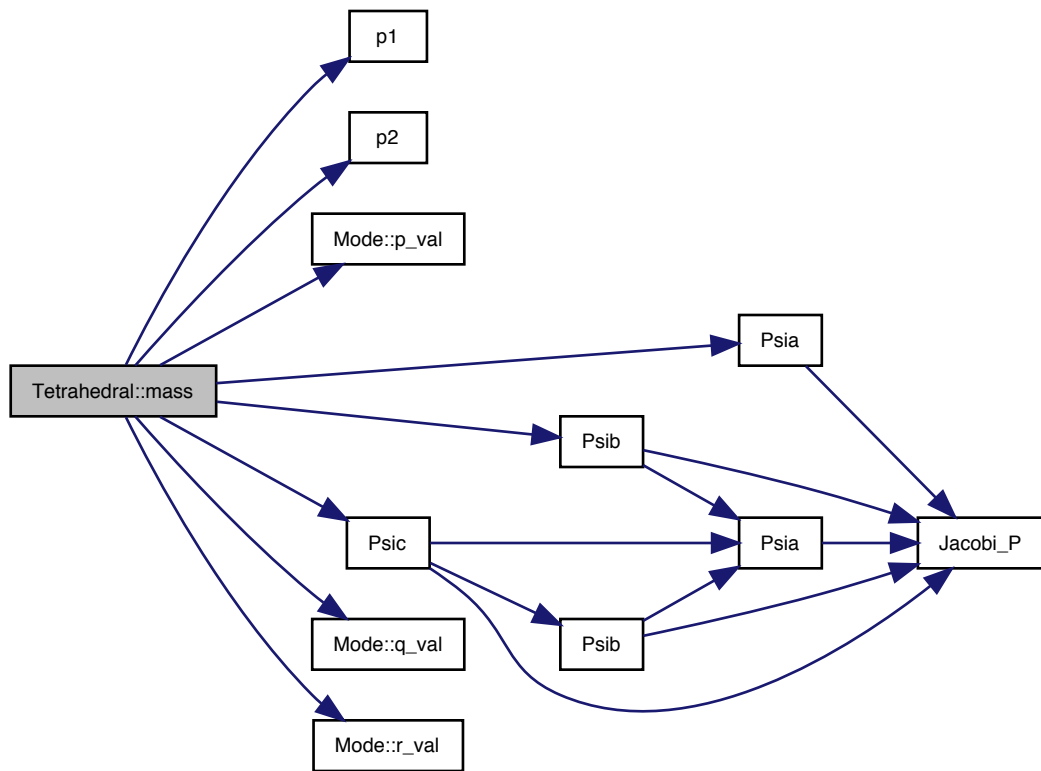 p1
p2
Mode::p_val
Psia
Tetrahedral::mass
Psib
Psic
Psia
Jacobi_P
Mode::q_val
Psib
Mode::r_val